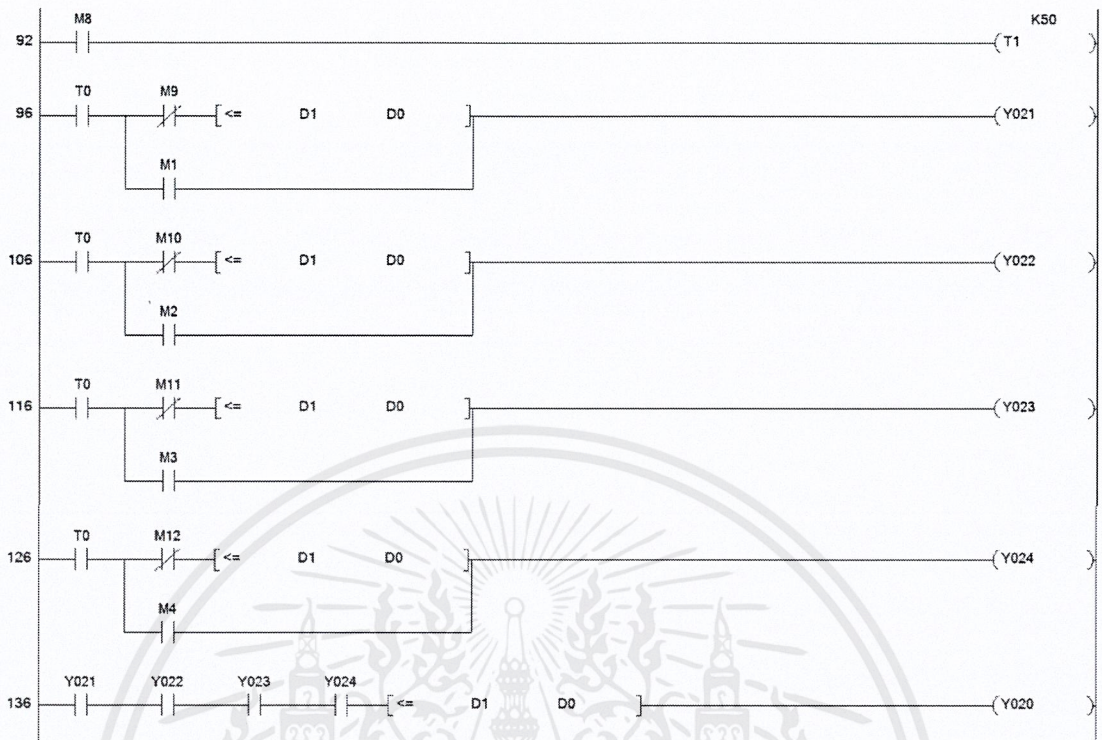 M8 K50
92 (T1 )
T0 M9
96 [<= D1 D0 ] (Y021 )
M1
T0 M10
106 [<= D1 D0 ] (Y022 )
M2
T0 M11
116 [<= D1 D0 ] (Y023 )
M3
T0 M12
126 [<= D1 D0 ] (Y024 )
M4
Y021 Y022 Y023 Y024
136 [<= D1 D0 ] (Y020 )